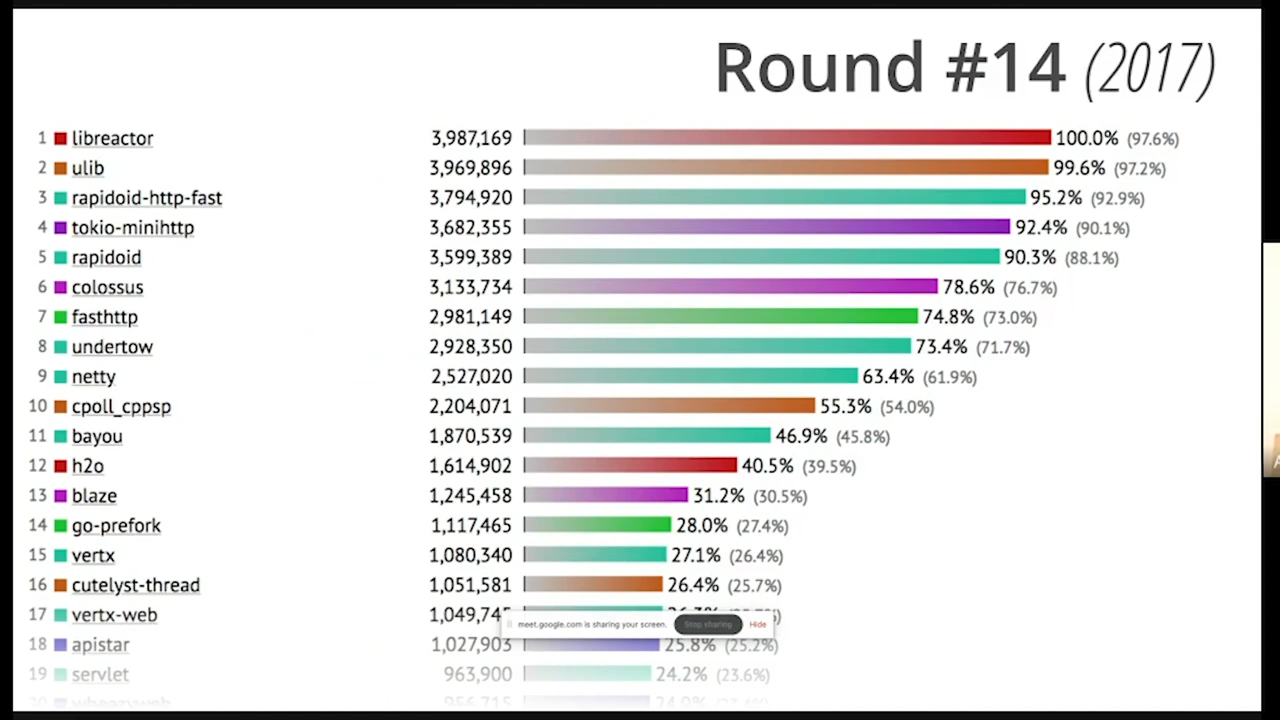 Round #14 (2017)
1 libreactor 3,987,169 100.0% (97.6%)
2 ulib 3,969,896 99.6% (97.2%)
3 rapidoid-http-fast 3,794,920 95.2% (92.9%)
4 tokio-minihttp 3,682,355 92.4% (90.1%)
5 rapidoid 3,599,389 90.3% (88.1%)
6 colossus 3,133,734 78.6% (76.7%)
7 fasthttp 2,981,149 74.8% (73.0%)
8 undertow 2,928,350 73.4% (71.7%)
9 netty 2,527,020 63.4% (61.9%)
10 cpoll_cppsp 2,204,071 55.3% (54.0%)
11 bayou 1,870,539 46.9% (45.8%)
12 h2o 1,614,902 40.5% (39.5%)
13 blaze 1,245,458 31.2% (30.5%)
14 go-prefork 1,117,465 28.0% (27.4%)
15 vertx 1,080,340 27.1% (26.4%)
16 cutelyst-thread 1,051,581 26.4% (25.7%)
17 vertx-web
meet.google.com is sharing your screen. Stop sharing Hide
18 apistar 1,027,903 25.8% (25.2%)
19 servlet 963,900 24.2% (23.6%)